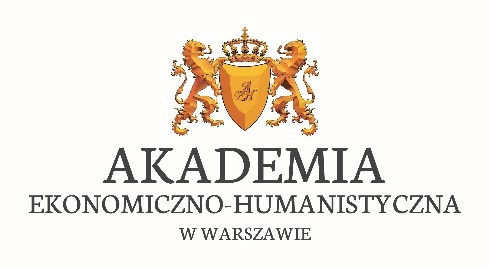 AKADEMIA
EKONOMICZNO-HUMANISTYCZNA
W WARSZAWIE